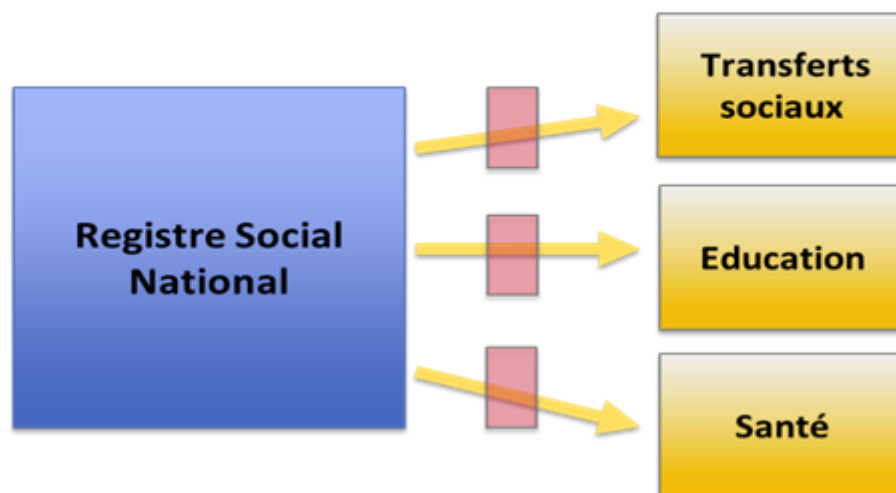 Transferts
sociaux
Registre Social
National
Education
Santé